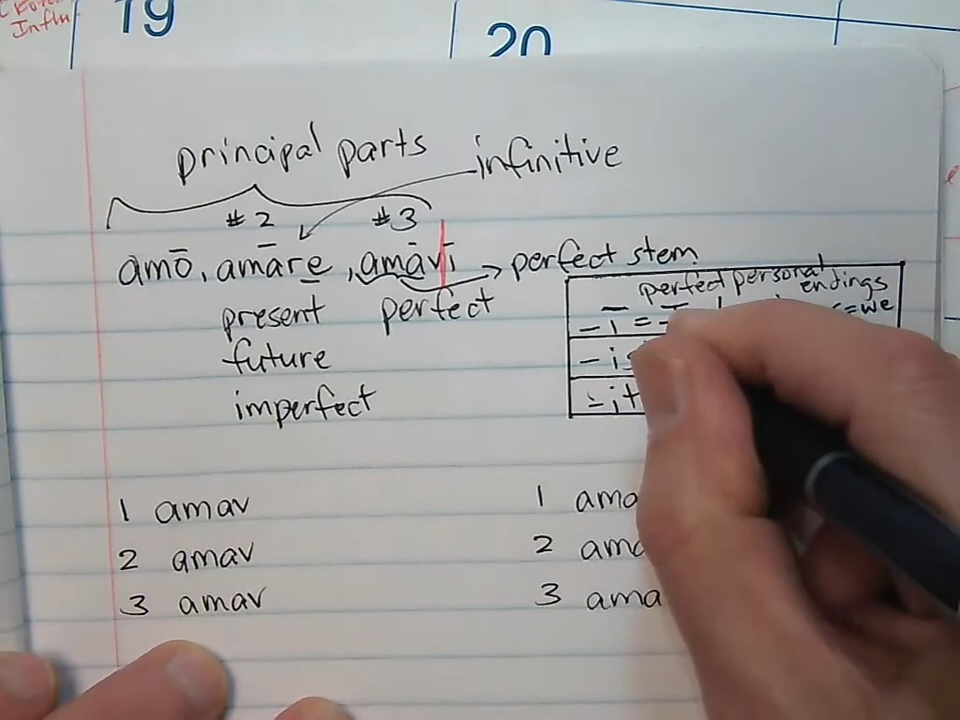 19
20
principal parts infinitive
#2 #3
amō, amāre, amāvī → perfect stem
present perfect
future
imperfect
perfect personal
endings
-ī = I =we
-is
-it
1 amav 1 ama
2 amav 2 ama
3 amav 3 ama